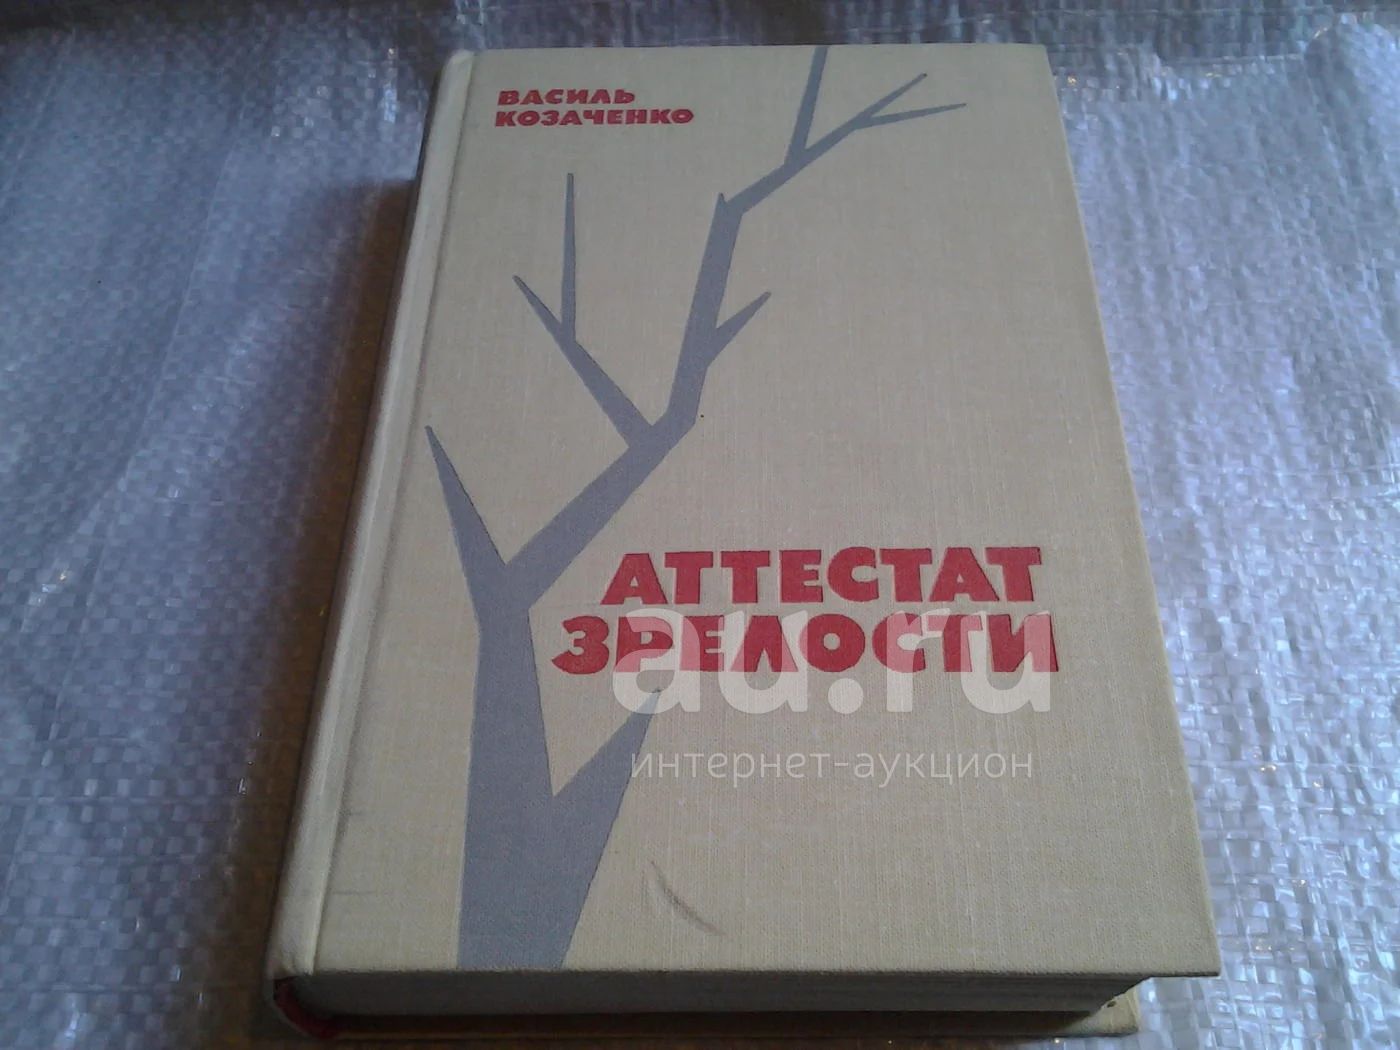 ВАСИЛЬ
КОЗАЧЕНКО
АТТЕСТАТ
ЗРЕЛОСТИ
au.ru
интернет-аукцион